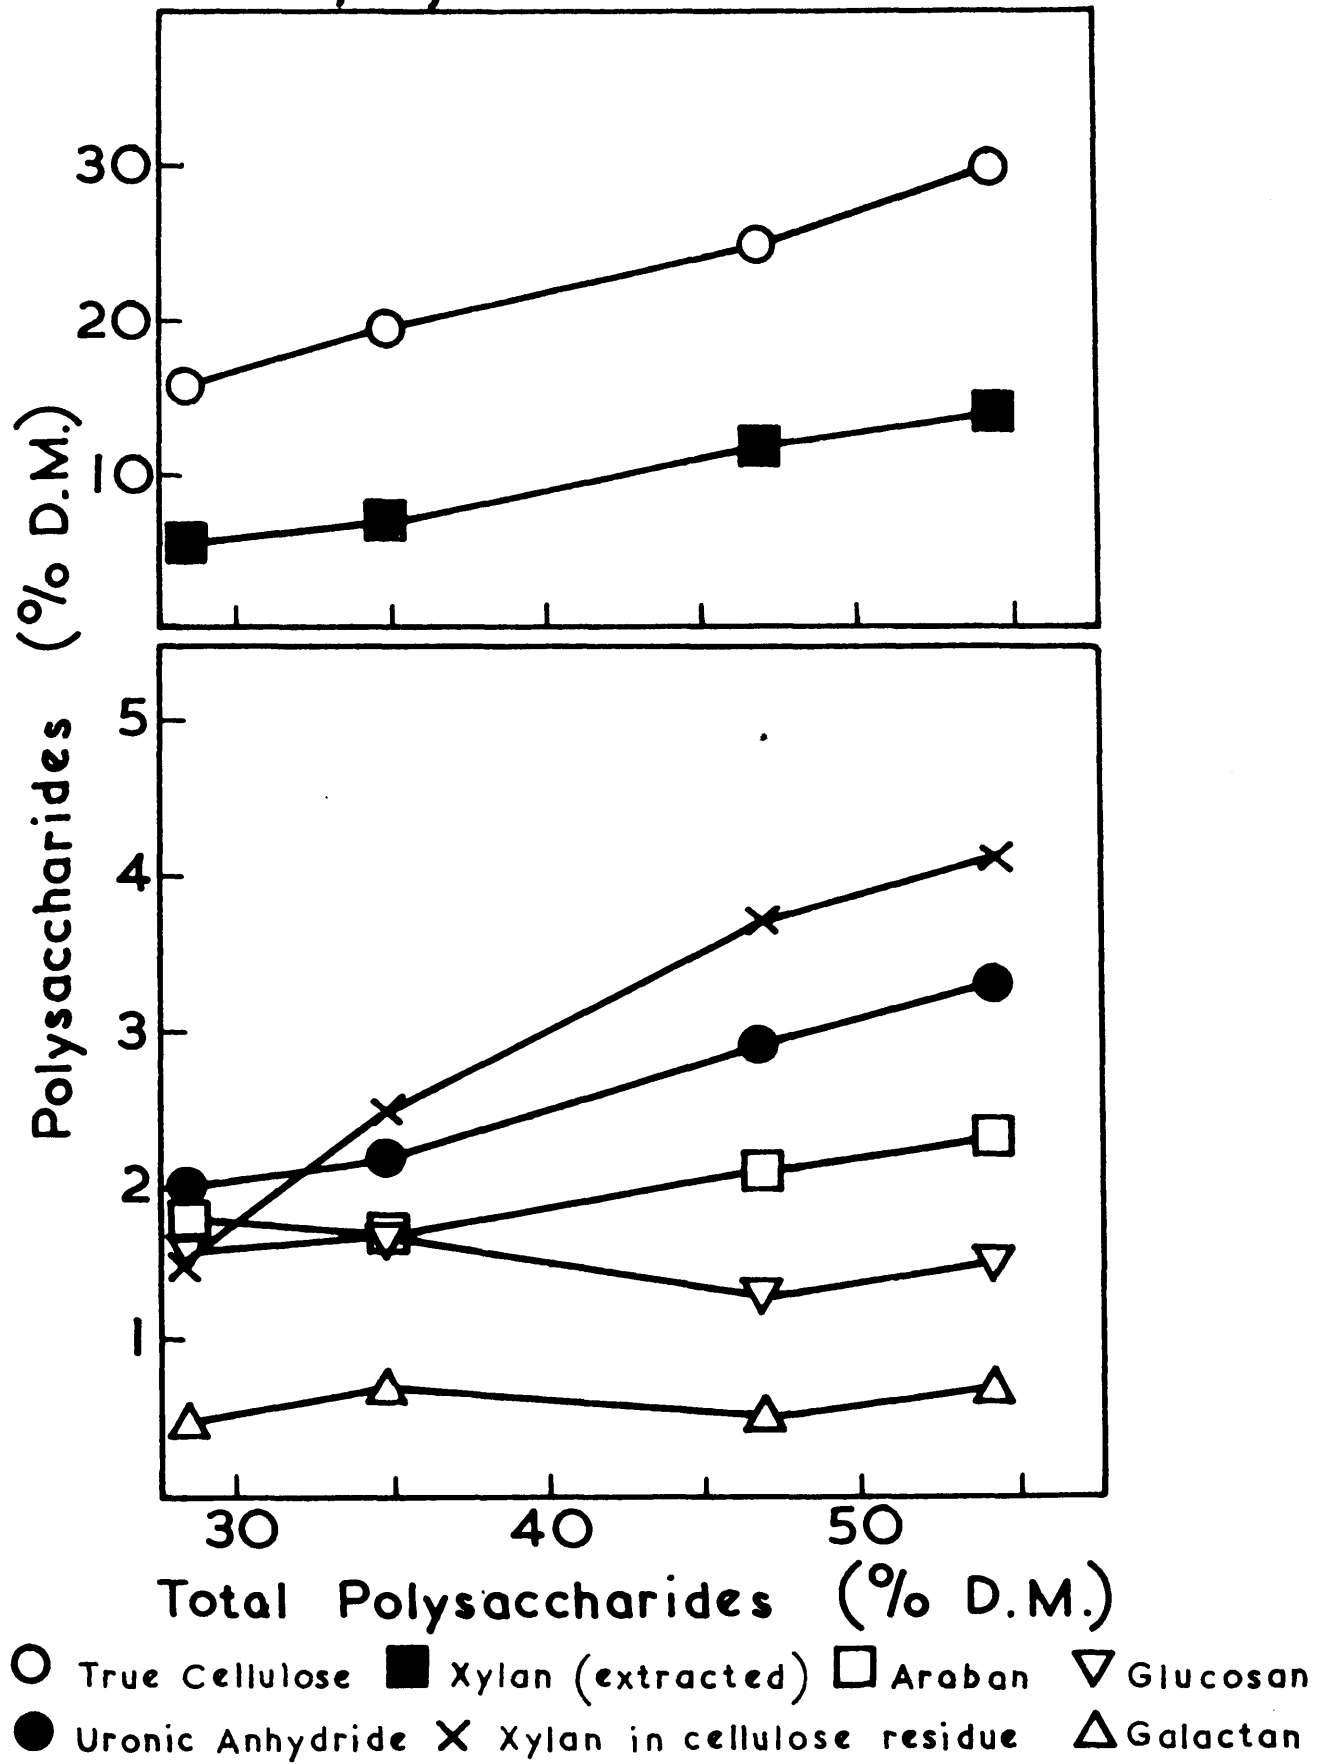 30
20
10
Polysaccharides (% D.M.)
5
4
3
2
1
30 40 50
Total Polysaccharides (% D.M.)
True Cellulose Xylan (extracted) Araban Glucosan
Uronic Anhydride Xylan in cellulose residue Galactan